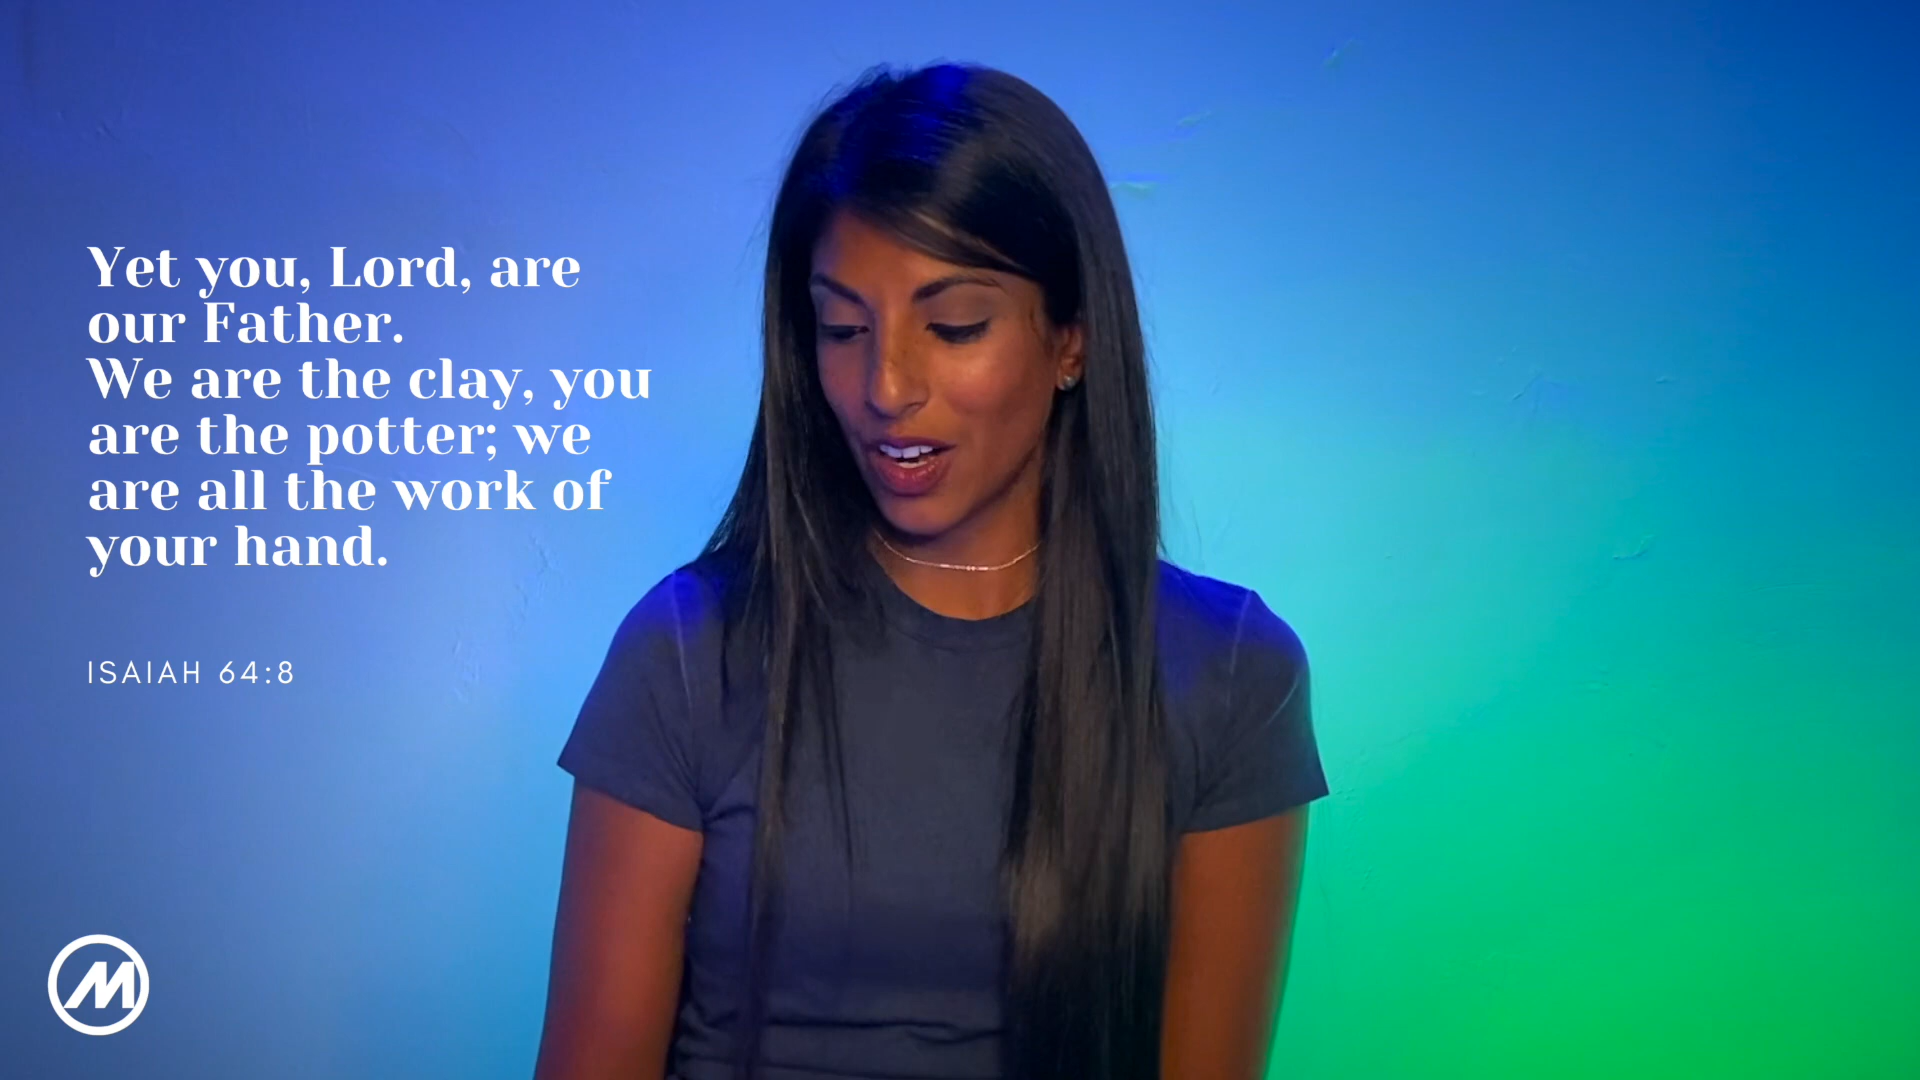 Yet you, Lord, are
our Father.
We are the clay, you
are the potter; we
are all the work of
your hand.
ISAIAH 64:8
M